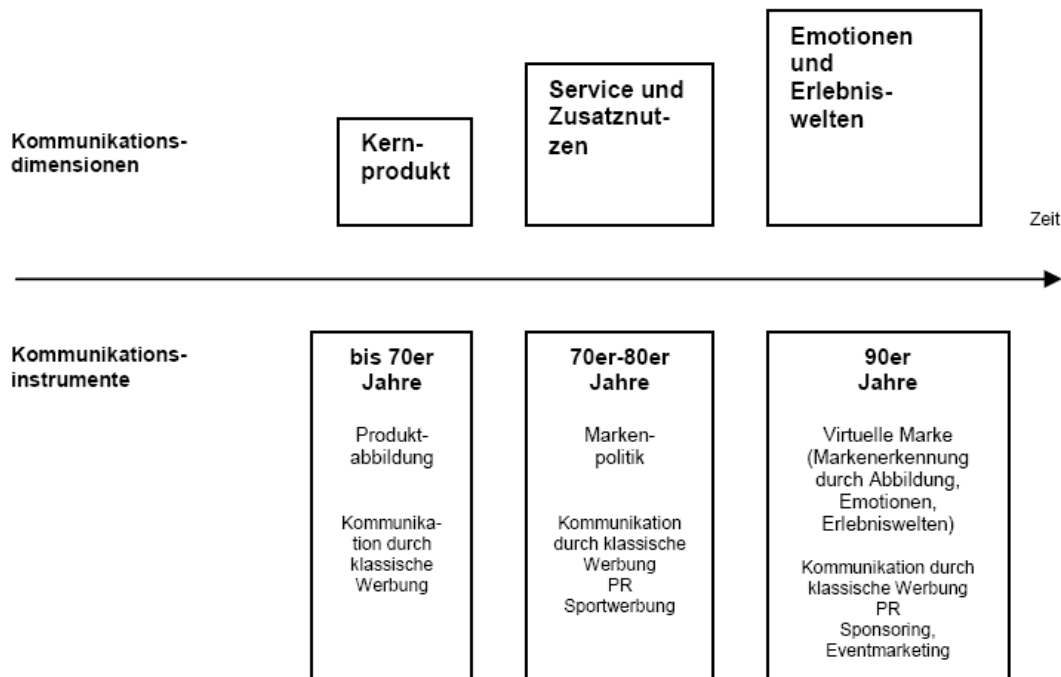 Kommunikations-
dimensionen
Kern-
produkt
Service und
Zusatznut-
zen
Emotionen
und
Erlebnis-
welten
Zeit
Kommunikations-
instrumente
bis 70er
Jahre
Produkt-
abbildung
Kommunika-
tion durch
klassische
Werbung
70er-80er
Jahre
Marken-
politik
Kommunikation
durch klassische
Werbung
PR
Sportwerbung
90er
Jahre
Virtuelle Marke
(Markenerkennung
durch Abbildung,
Emotionen,
Erlebniswelten)
Kommunikation durch
klassische Werbung
PR
Sponsoring,
Eventmarketing